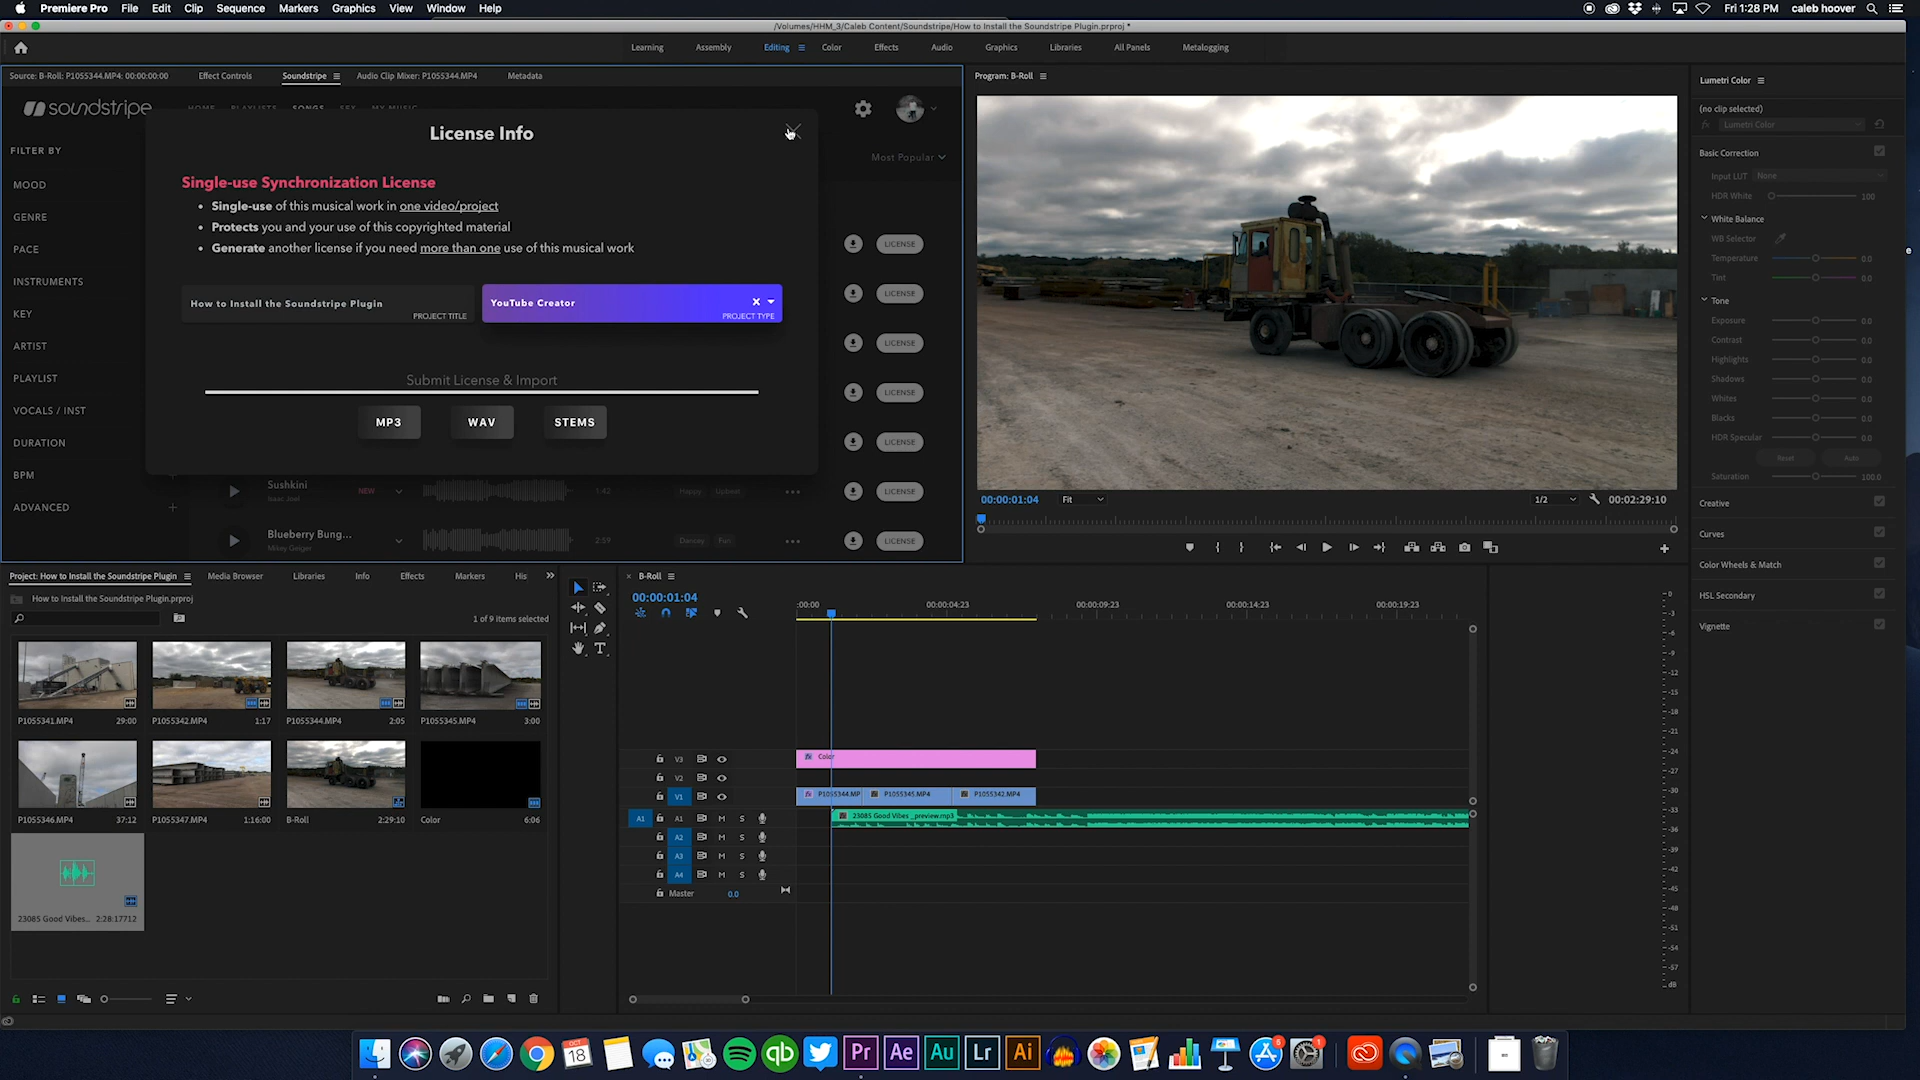 Premiere Pro File Edit Clip Sequence Markers Graphics View Window Help
Fri 1:28 PM caleb hoover
/Volumes/HHM_3/Caleb Content/Soundstripe/How to Install the Soundstripe Plugin.prproj *
Learning Assembly Editing Color Effects Audio Graphics Libraries All Panels Metalogging
Source: B-Roll: P1055344.MP4: 00:00:00:00 Effect Controls Soundstripe Audio Clip Mixer: P1055344.MP4 Metadata
soundstripe HOME PLAYLISTS SONGS SFX MY MUSIC
License Info
FILTER BY
Most Popular
MOOD
GENRE
PACE
INSTRUMENTS
KEY
ARTIST
PLAYLIST
VOCALS / INST
DURATION
BPM
ADVANCED +
Single-use Synchronization License
• Single-use of this musical work in one video/project
• Protects you and your use of this copyrighted material
• Generate another license if you need more than one use of this musical work
How to Install the Soundstripe Plugin
PROJECT TITLE
YouTube Creator
PROJECT TYPE
Submit License & Import
MP3 WAV STEMS
LICENSE
LICENSE
LICENSE
LICENSE
LICENSE
Sushkini
Isaac Joel
NEW 1:42 Happy Upbeat LICENSE
Blueberry Bung...
Mikey Geiger
2:59 Dancey Fun LICENSE
Program: B-Roll
00:00:01:04 Fit 1/2 00:02:29:10
Lumetri Color
(no clip selected)
fx Lumetri Color
Basic Correction
Input LUT None
HDR White 100
White Balance
WB Selector
Temperature 0.0
Tint 0.0
Tone
Exposure 0.0
Contrast 0.0
Highlights 0.0
Shadows 0.0
Whites 0.0
Blacks 0.0
HDR Specular 0.0
Reset Auto
Saturation 100.0
Creative
Curves
Color Wheels & Match
HSL Secondary
Vignette
Project: How to Install the Soundstripe Plugin Media Browser Libraries Info Effects Markers His
How to Install the Soundstripe Plugin.prproj
1 of 9 items selected
P1055341.MP4 29:00 P1055342.MP4 1:17 P1055344.MP4 2:05 P1055345.MP4 3:00
P1055346.MP4 37:12 P1055347.MP4 1:16:00 B-Roll 2:29:10 Color 6:06
23085 Good Vibes... 2:28:17712
B-Roll
00:00:01:04
:00:00 00:00:04:23 00:00:09:23 00:00:14:23 00:00:19:23
V3 Color
V2
V1 P1055344.MP P1055345.MP4 P1055342.MP4
A1 A1 M S 23085 Good Vibes _preview.mp3
A2 M S
A3 M S
A4 M S
Master 0.0
0
-3
-6
-9
-12
-15
-18
-21
-24
-27
-30
-33
-36
-39
-42
-45
-48
-51
-54
-57
dB
OCT
18
Pr Ae Au Lr Ai
6
1